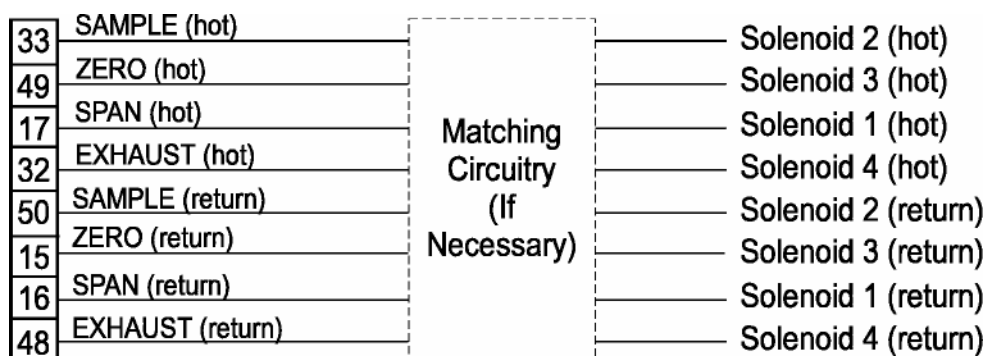 33 SAMPLE (hot) Solenoid 2 (hot)
49 ZERO (hot) Solenoid 3 (hot)
17 SPAN (hot) Solenoid 1 (hot)
32 EXHAUST (hot) Solenoid 4 (hot)
50 SAMPLE (return) Solenoid 2 (return)
15 ZERO (return) Solenoid 3 (return)
16 SPAN (return) Solenoid 1 (return)
48 EXHAUST (return) Solenoid 4 (return)
Matching
Circuitry
(If
Necessary)